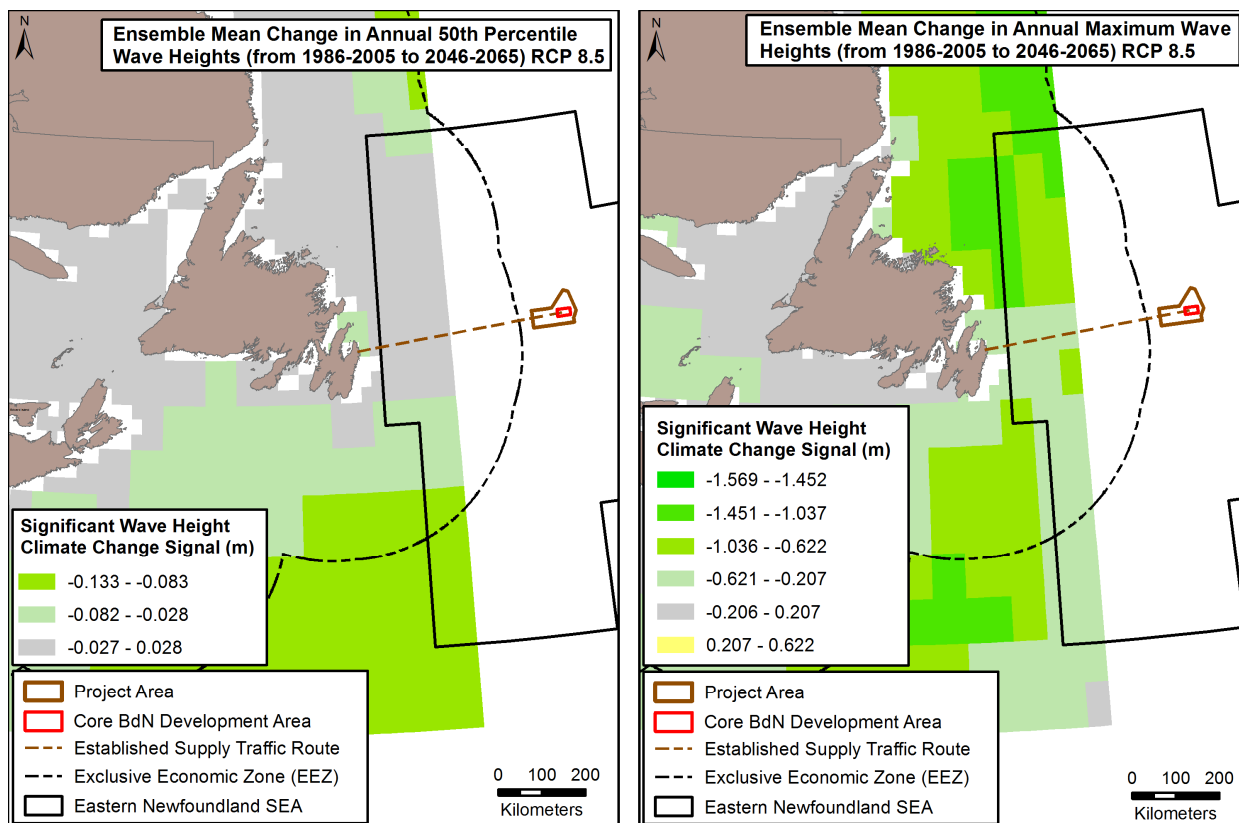 N
Ensemble Mean Change in Annual 50th Percentile
Wave Heights (from 1986-2005 to 2046-2065) RCP 8.5
Significant Wave Height
Climate Change Signal (m)
-0.133 - -0.083
-0.082 - -0.028
-0.027 - 0.028
Project Area
Core BdN Development Area
Established Supply Traffic Route
Exclusive Economic Zone (EEZ)
Eastern Newfoundland SEA
0 100 200
Kilometers
N
Ensemble Mean Change in Annual Maximum Wave
Heights (from 1986-2005 to 2046-2065) RCP 8.5
Significant Wave Height
Climate Change Signal (m)
-1.569 - -1.452
-1.451 - -1.037
-1.036 - -0.622
-0.621 - -0.207
-0.206 - 0.207
0.207 - 0.622
Project Area
Core BdN Development Area
Established Supply Traffic Route
Exclusive Economic Zone (EEZ)
Eastern Newfoundland SEA
0 100 200
Kilometers